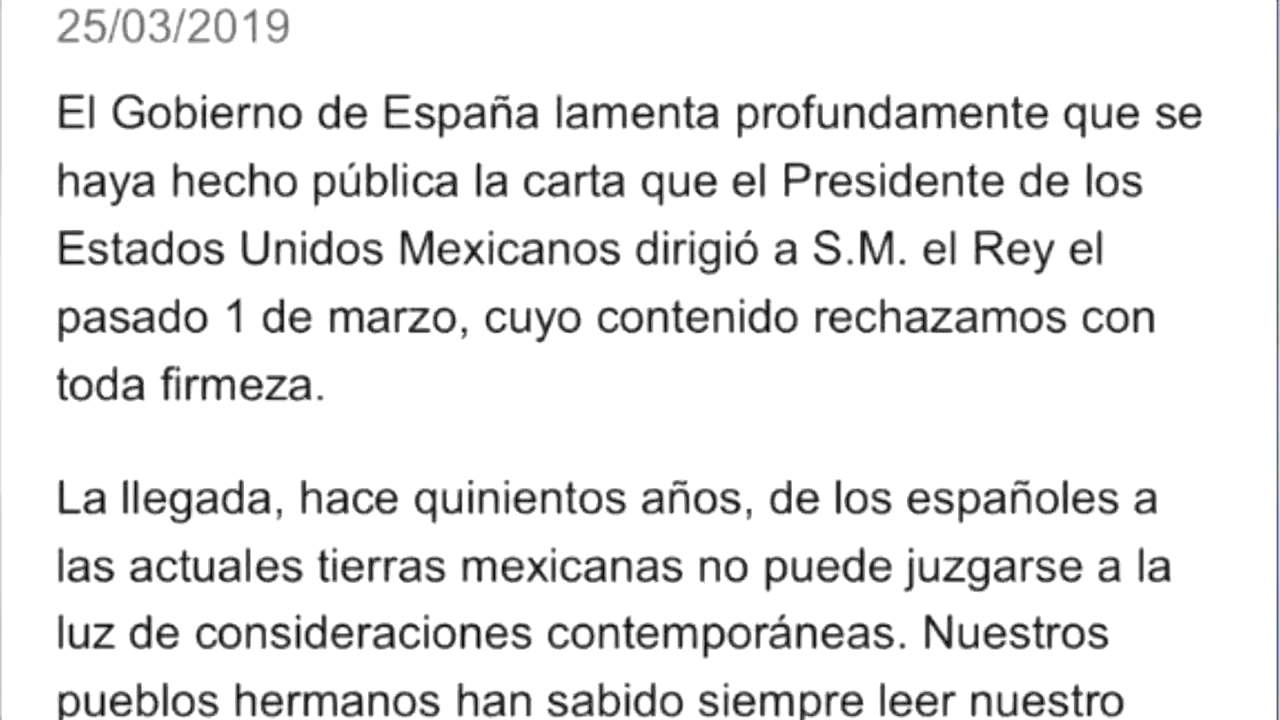 25/03/2019
El Gobierno de España lamenta profundamente que se
haya hecho pública la carta que el Presidente de los
Estados Unidos Mexicanos dirigió a S.M. el Rey el
pasado 1 de marzo, cuyo contenido rechazamos con
toda firmeza.
La llegada, hace quinientos años, de los españoles a
las actuales tierras mexicanas no puede juzgarse a la
luz de consideraciones contemporáneas. Nuestros
pueblos hermanos han sabido siempre leer nuestro